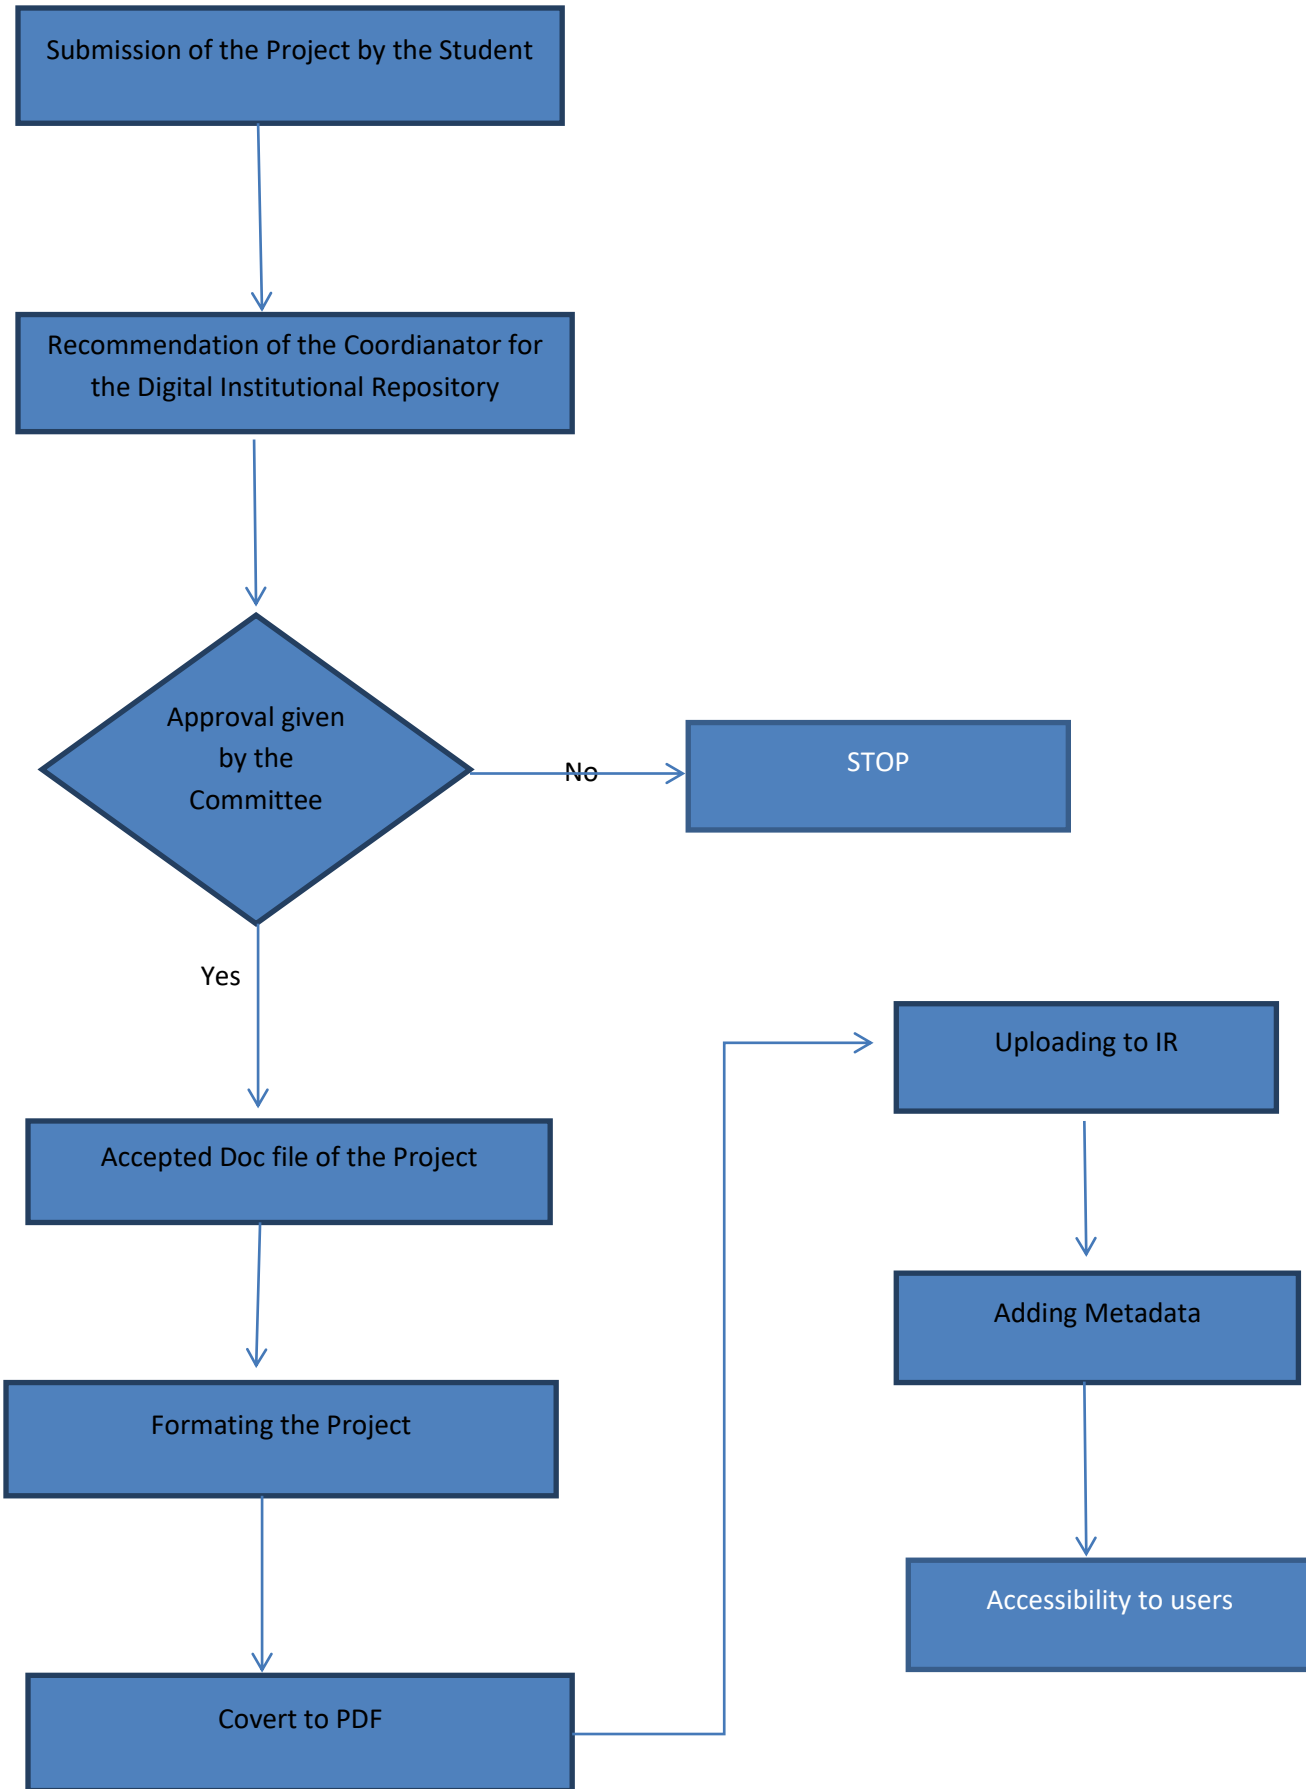 Submission of the Project by the Student
Recommendation of the Coordianator for
the Digital Institutional Repository
Approval given
by the
Committee
No
STOP
Yes
Accepted Doc file of the Project
Formating the Project
Covert to PDF
Uploading to IR
Adding Metadata
Accessibility to users